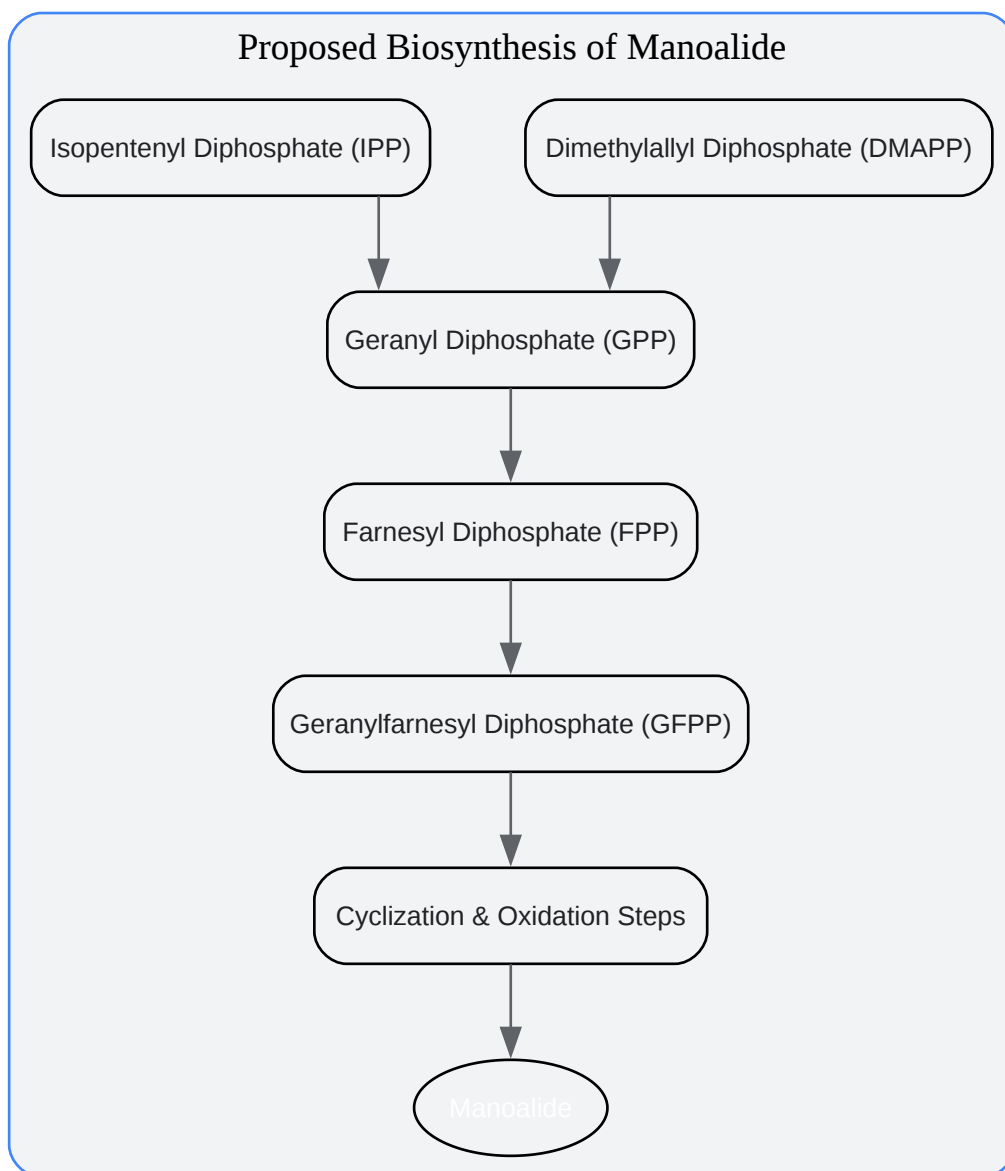 Proposed Biosynthesis of Manoalide
Isopentenyl Diphosphate (IPP)
Dimethylallyl Diphosphate (DMAPP)
Geranyl Diphosphate (GPP)
Farnesyl Diphosphate (FPP)
Geranylfarnesyl Diphosphate (GFPP)
Cyclization & Oxidation Steps
Manoalide